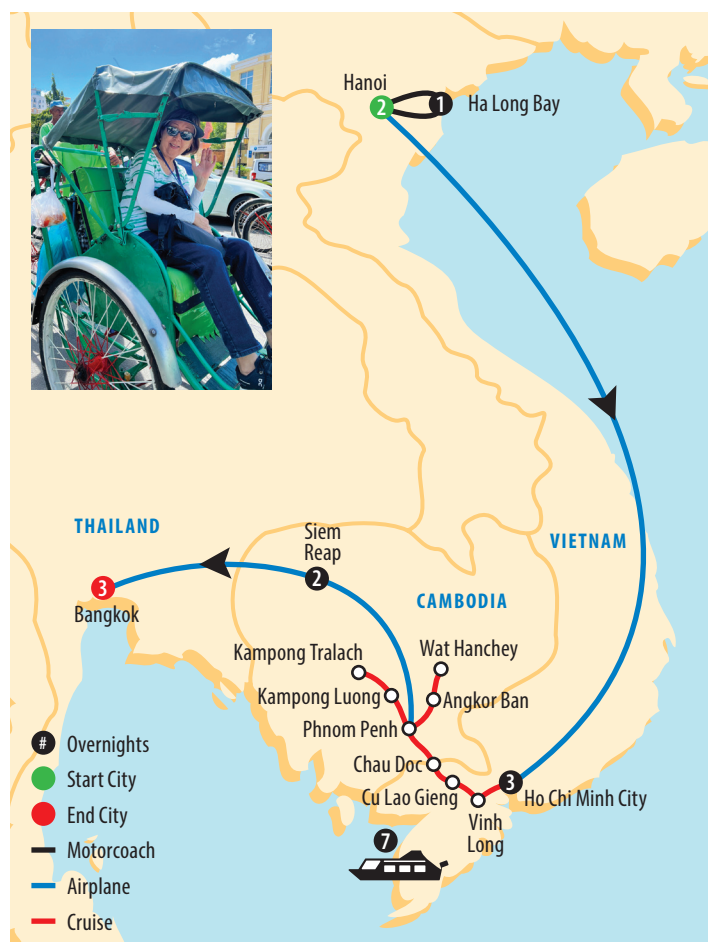 Hanoi
2
1
Ha Long Bay
THAILAND
Siem
Reap
VIETNAM
2
3
Bangkok
CAMBODIA
Kampong Tralach
Wat Hanchey
Kampong Luong
Angkor Ban
Phnom Penh
Chau Doc
Cu Lao Gieng
3
Ho Chi Minh City
Vinh
Long
7
# Overnights
Start City
End City
Motorcoach
Airplane
Cruise